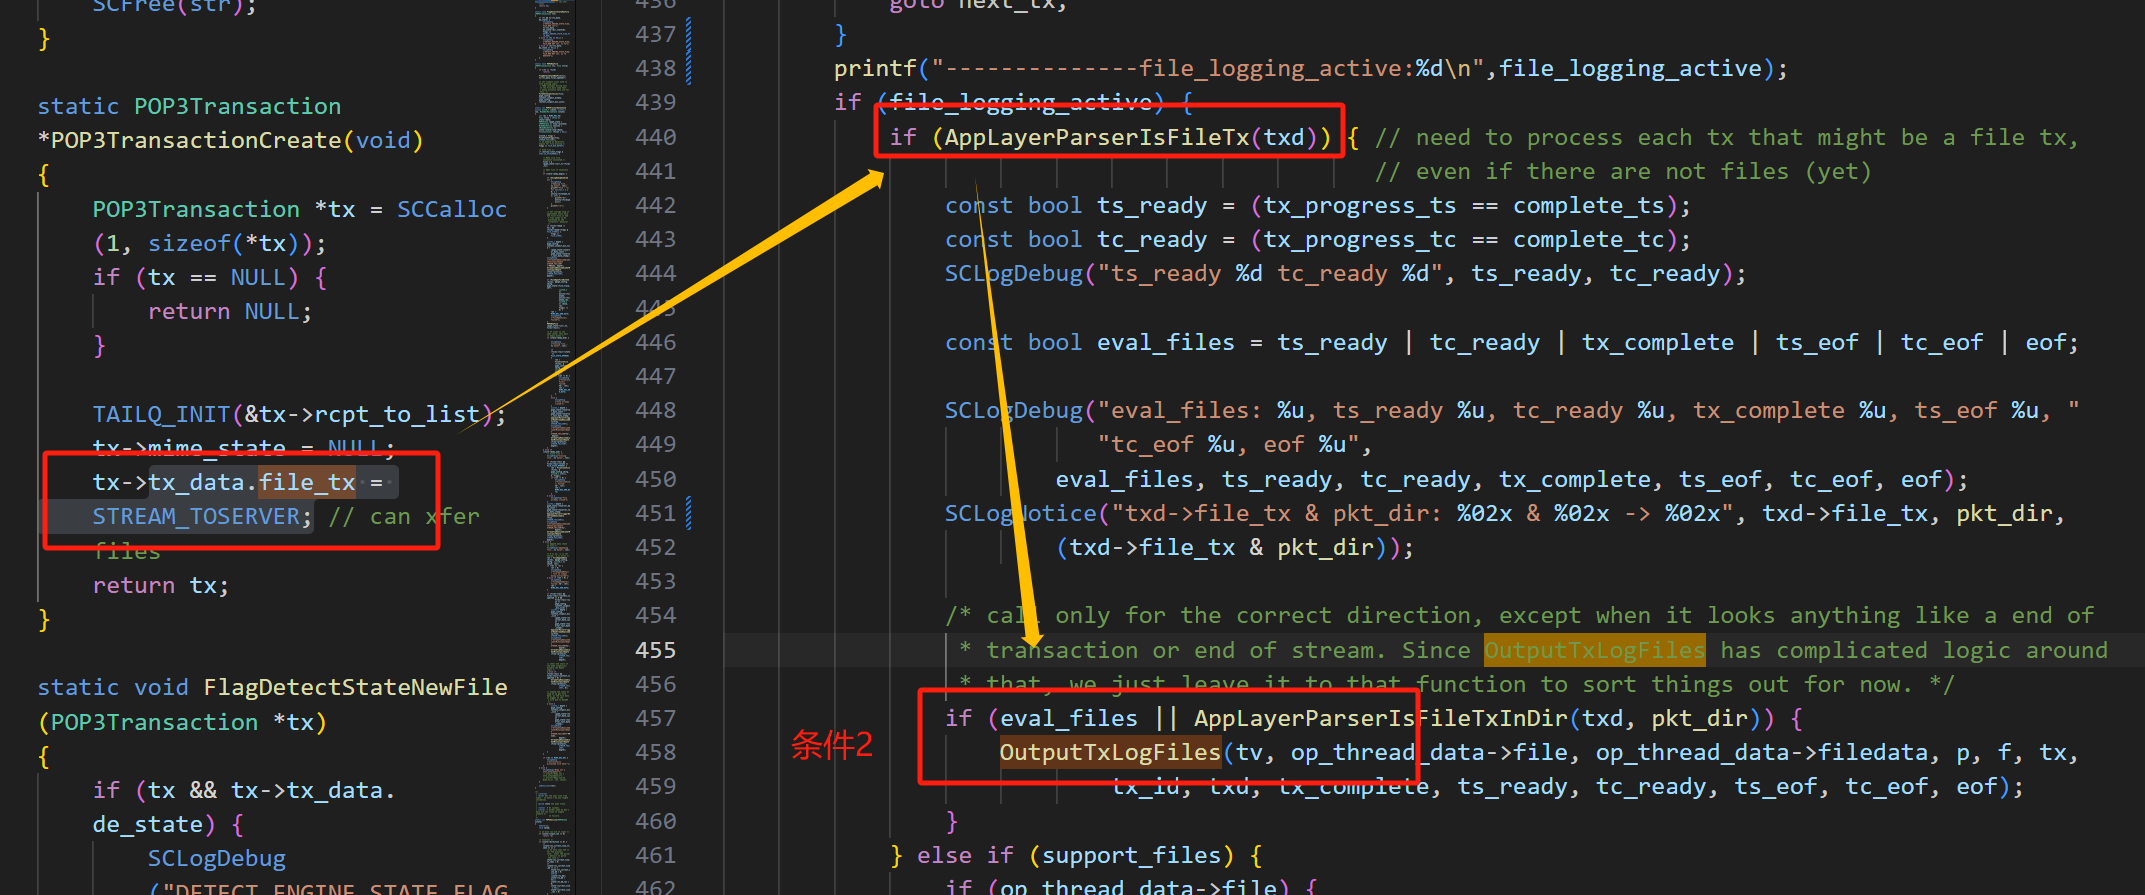 SCFree(str);
}
static POP3Transaction
*POP3TransactionCreate(void)
{
POP3Transaction *tx = SCCalloc
(1, sizeof(*tx));
if (tx == NULL) {
return NULL;
}
TAILQ_INIT(&tx->rcpt_to_list);
tx->mime_state = NULL;
tx->tx_data.file_tx =
STREAM_TOSERVER; // can xfer
files
return tx;
}
static void FlagDetectStateNewFile
(POP3Transaction *tx)
{
if (tx && tx->tx_data.
de_state) {
SCLogDebug
("DETECT_ENGINE_STATE_FLAG
436 goto next_tx;
437 }
438 printf("--------------file_logging_active:%d\n",file_logging_active);
439 if (file_logging_active) {
440 if (AppLayerParserIsFileTx(txd)) { // need to process each tx that might be a file tx,
441 // even if there are not files (yet)
442 const bool ts_ready = (tx_progress_ts == complete_ts);
443 const bool tc_ready = (tx_progress_tc == complete_tc);
444 SCLogDebug("ts_ready %d tc_ready %d", ts_ready, tc_ready);
445
446 const bool eval_files = ts_ready | tc_ready | tx_complete | ts_eof | tc_eof | eof;
447
448 SCLogDebug("eval_files: %u, ts_ready %u, tc_ready %u, tx_complete %u, ts_eof %u, "
449 "tc_eof %u, eof %u",
450 eval_files, ts_ready, tc_ready, tx_complete, ts_eof, tc_eof, eof);
451 SCLogNotice("txd->file_tx & pkt_dir: %02x & %02x -> %02x", txd->file_tx, pkt_dir,
452 (txd->file_tx & pkt_dir));
453
454 /* call only for the correct direction, except when it looks anything like a end of
455 * transaction or end of stream. Since OutputTxLogFiles has complicated logic around
456 * that, we just leave it to that function to sort things out for now. */
457 if (eval_files || AppLayerParserIsFileTxInDir(txd, pkt_dir)) {
条件2
458 OutputTxLogFiles(tv, op_thread_data->file, op_thread_data->filedata, p, f, tx,
459 tx_id, txd, tx_complete, ts_ready, tc_ready, ts_eof, tc_eof, eof);
460 }
461 } else if (support_files) {
462 if (op_thread_data->file) {